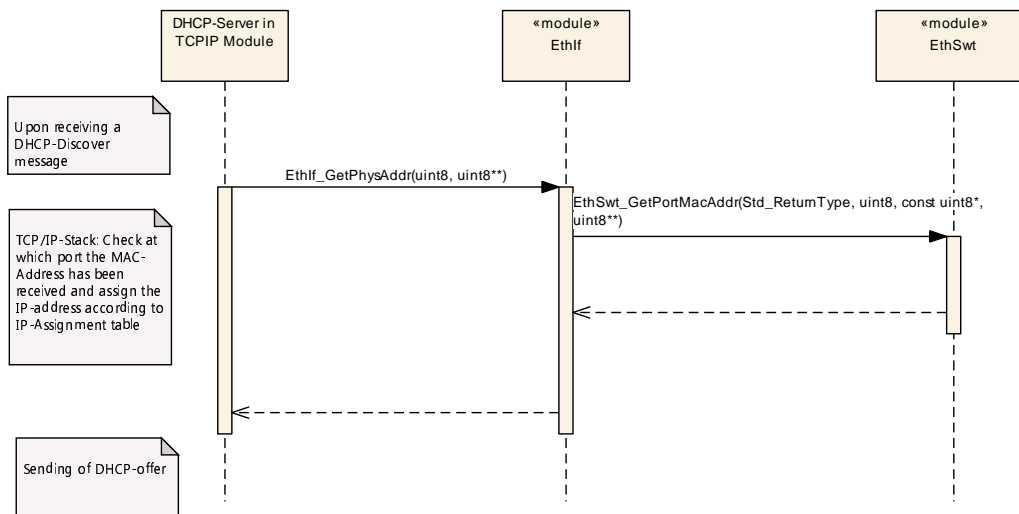 DHCP-Server in
TCPIP Module
«module»
EthIf
«module»
EthSwt
Upon receiving a
DHCP-Discover
message
EthIf_GetPhysAddr(uint8, uint8**)
EthSwt_GetPortMacAddr(Std_ReturnType, uint8, const uint8*,
uint8**)
TCP/IP-Stack: Check at
which port the MAC-
Address has been
received and assign the
IP-address according to
IP-Assignment table
Sending of DHCP-offer